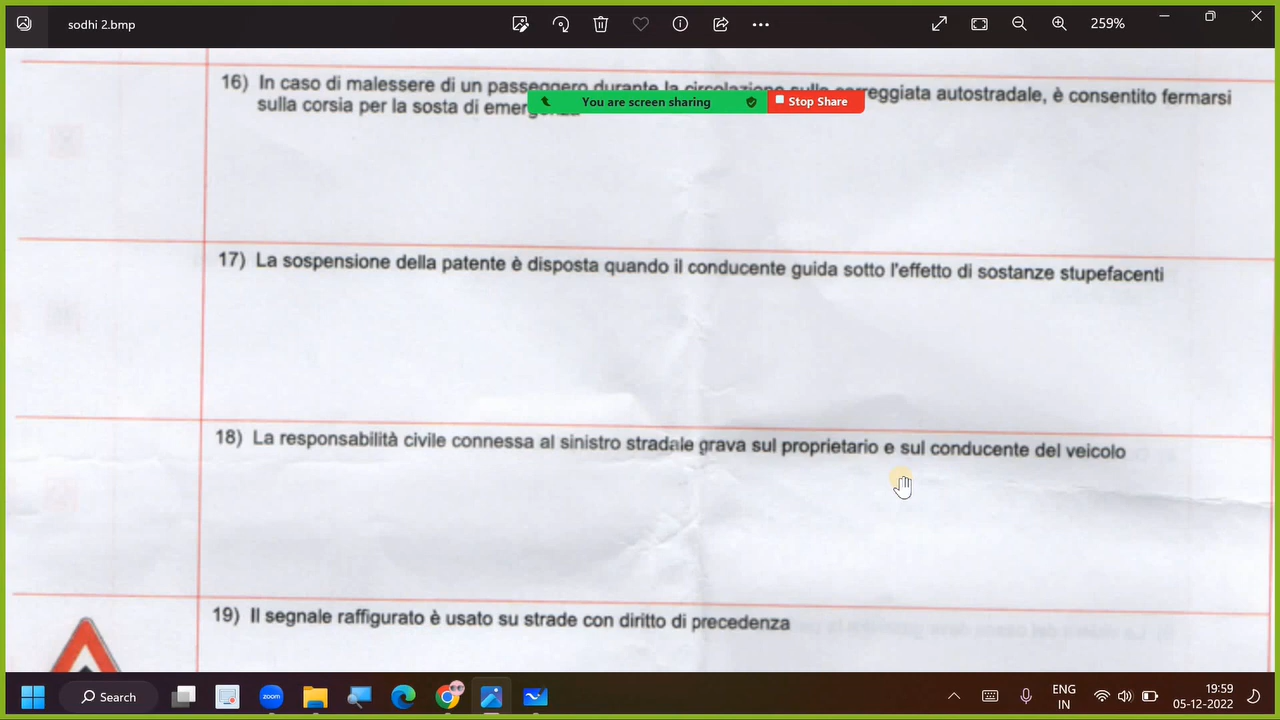 sodhi 2.bmp
259%
16) In caso di malessere di un passeggero durante la circolazione sulla carreggiata autostradale, è consentito fermarsi
sulla corsia per la sosta di emergenza
You are screen sharing
Stop Share
17) La sospensione della patente è disposta quando il conducente guida sotto l'effetto di sostanze stupefacenti
18) La responsabilità civile connessa al sinistro stradale grava sul proprietario e sul conducente del veicolo
19) Il segnale raffigurato è usato su strade con diritto di precedenza
Search
zoom
ENG
IN
19:59
05-12-2022